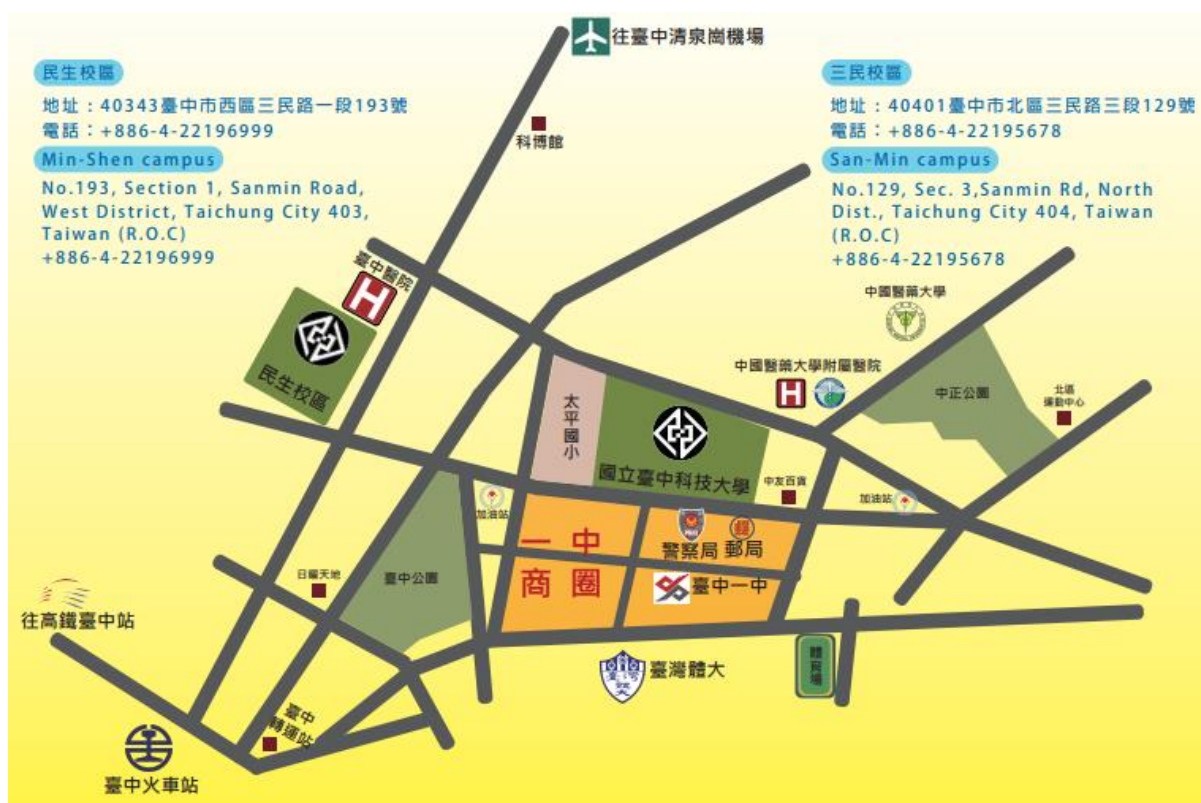 往臺中清泉崗機場
民生校區
地址：40343臺中市西區三民路一段193號
電話：+886-4-22196999
Min-Shen campus
No.193, Section 1, Sanmin Road,
West District, Taichung City 403,
Taiwan (R.O.C)
+886-4-22196999
三民校區
地址：40401臺中市北區三民路三段129號
電話：+886-4-22195678
San-Min campus
No.129, Sec. 3,Sanmin Rd, North
Dist., Taichung City 404, Taiwan
(R.O.C)
+886-4-22195678
科博館
臺中醫院
H
民生校區
中國醫藥大學
中國醫藥大學附屬醫院
H
中正公園
北區
運動中心
太平國小
國立臺中科技大學
中友百貨
加油站
加油站
一中
商圈
警察局
郵局
臺中一中
日曜天地
臺中公園
往高鐵臺中站
臺灣體大
體育場
臺中
轉運站
臺中火車站